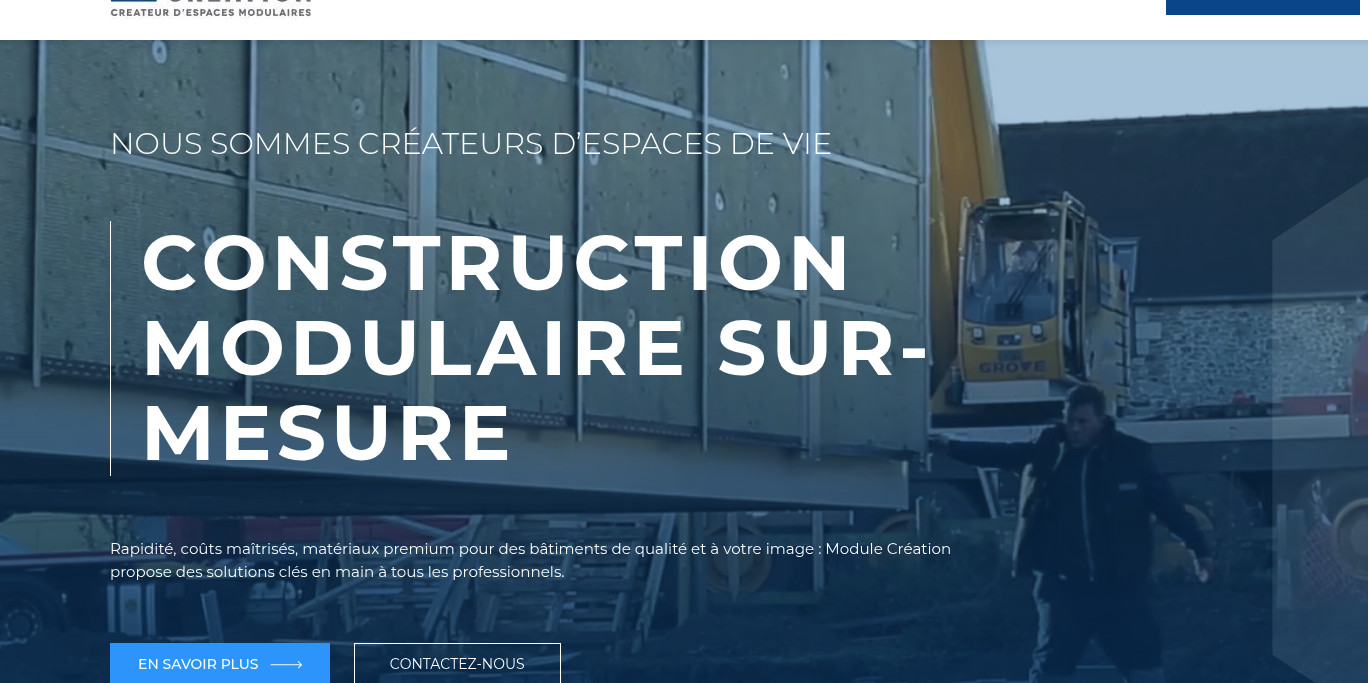 CREATEUR D'ESPACES MODULAIRES
NOUS SOMMES CRÉATEURS D'ESPACES DE VIE
CONSTRUCTION
MODULAIRE SUR-
MESURE
GROVE
Rapidité, coûts maîtrisés, matériaux premium pour des bâtiments de qualité et à votre image : Module Création
propose des solutions clés en main à tous les professionnels.
EN SAVOIR PLUS
CONTACTEZ-NOUS